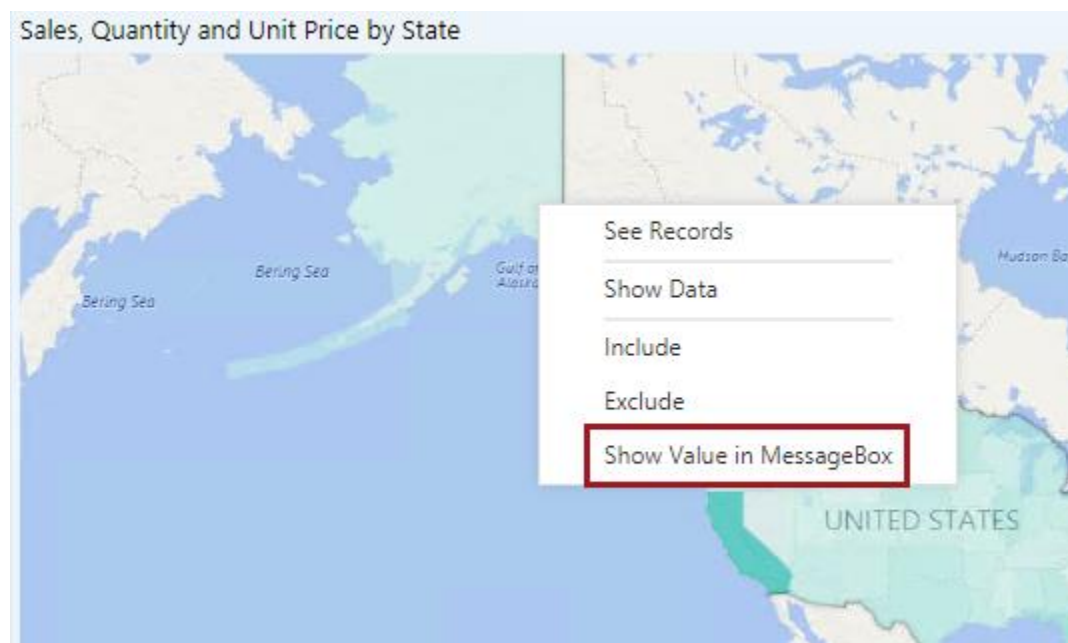 Sales, Quantity and Unit Price by State
See Records
Hudson Ba
Bering Sea
Gulf of
Alaska
Show Data
Bering Sea
Include
Exclude
Show Value in MessageBox
UNITED STATES